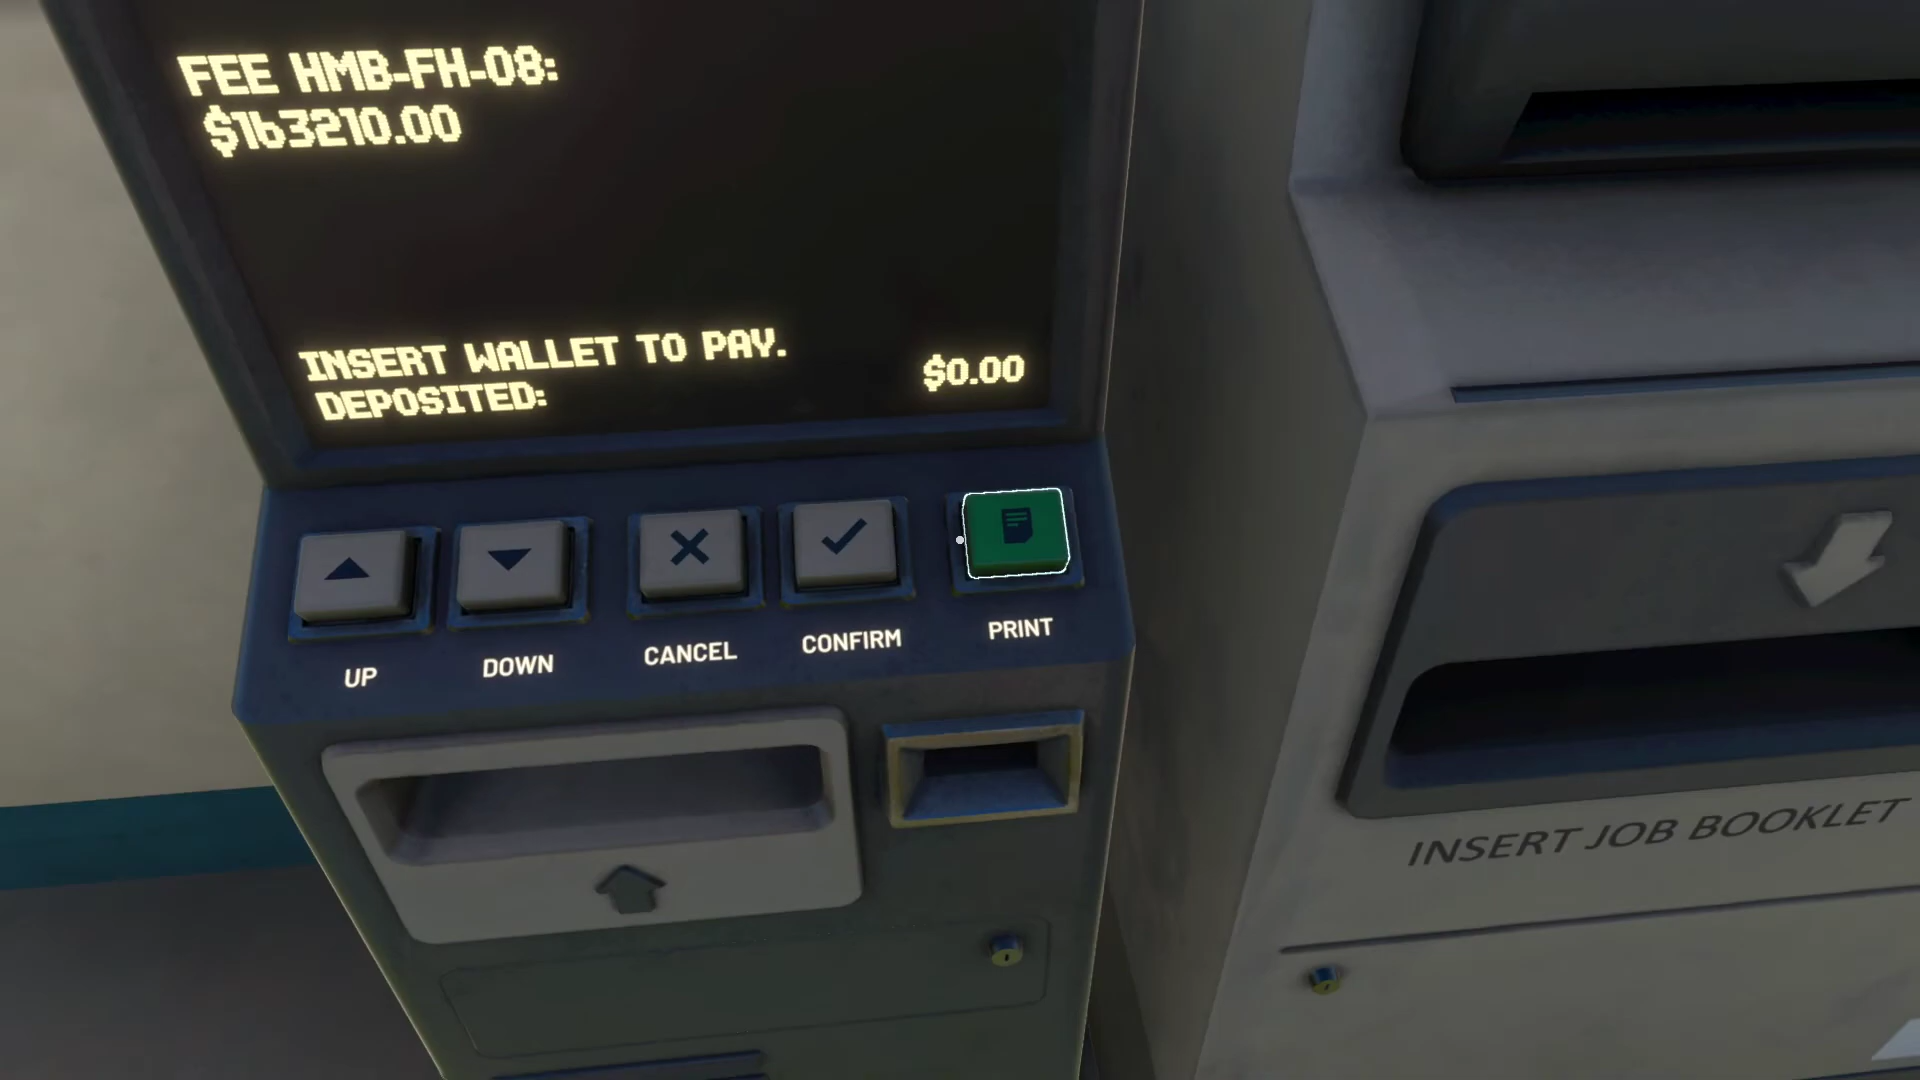 FEE HMB-FH-08:
$163210.00
INSERT WALLET TO PAY.
DEPOSITED:
$0.00
UP
DOWN
CANCEL
CONFIRM
PRINT
INSERT JOB BOOKLET